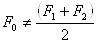 F₀ ≠ (F₁ + F₂) / 2